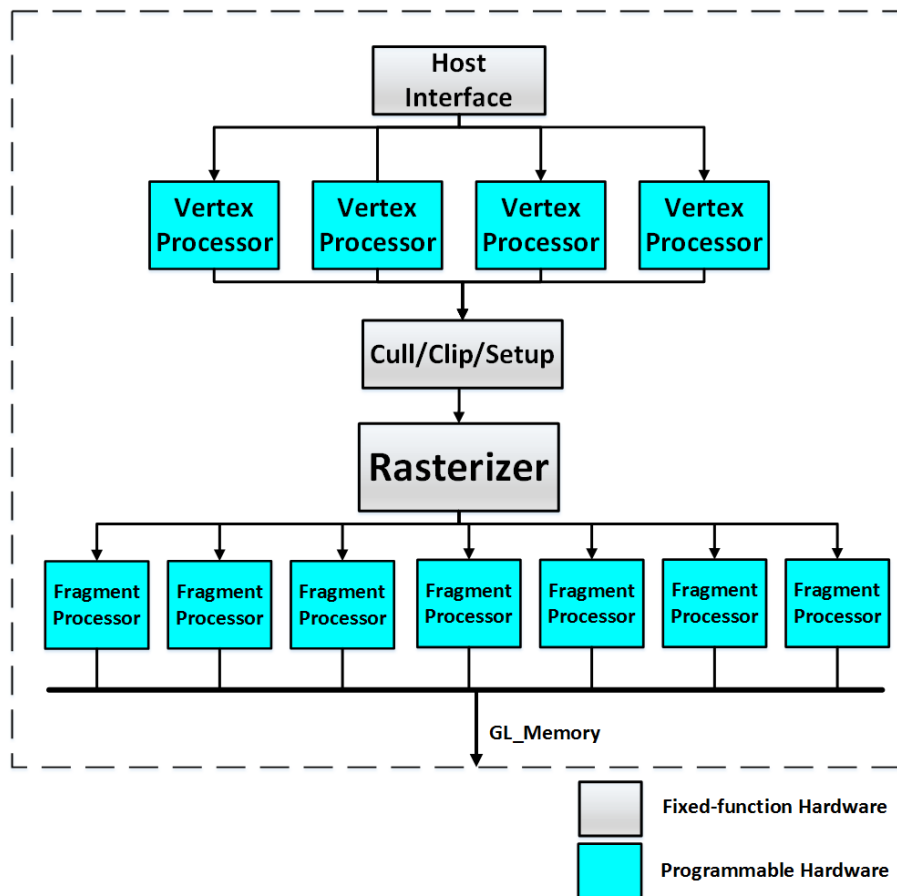 Host
Interface
Vertex
Processor
Vertex
Processor
Vertex
Processor
Vertex
Processor
Cull/Clip/Setup
Rasterizer
Fragment
Processor
Fragment
Processor
Fragment
Processor
Fragment
Processor
Fragment
Processor
Fragment
Processor
Fragment
Processor
GL_Memory
Fixed-function Hardware
Programmable Hardware